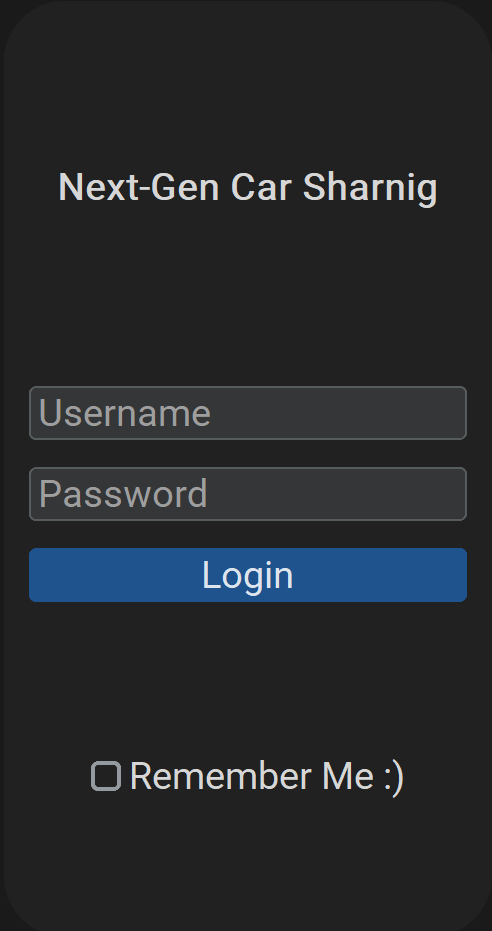 Next-Gen Car Sharnig
Username
Password
Login
Remember Me :)